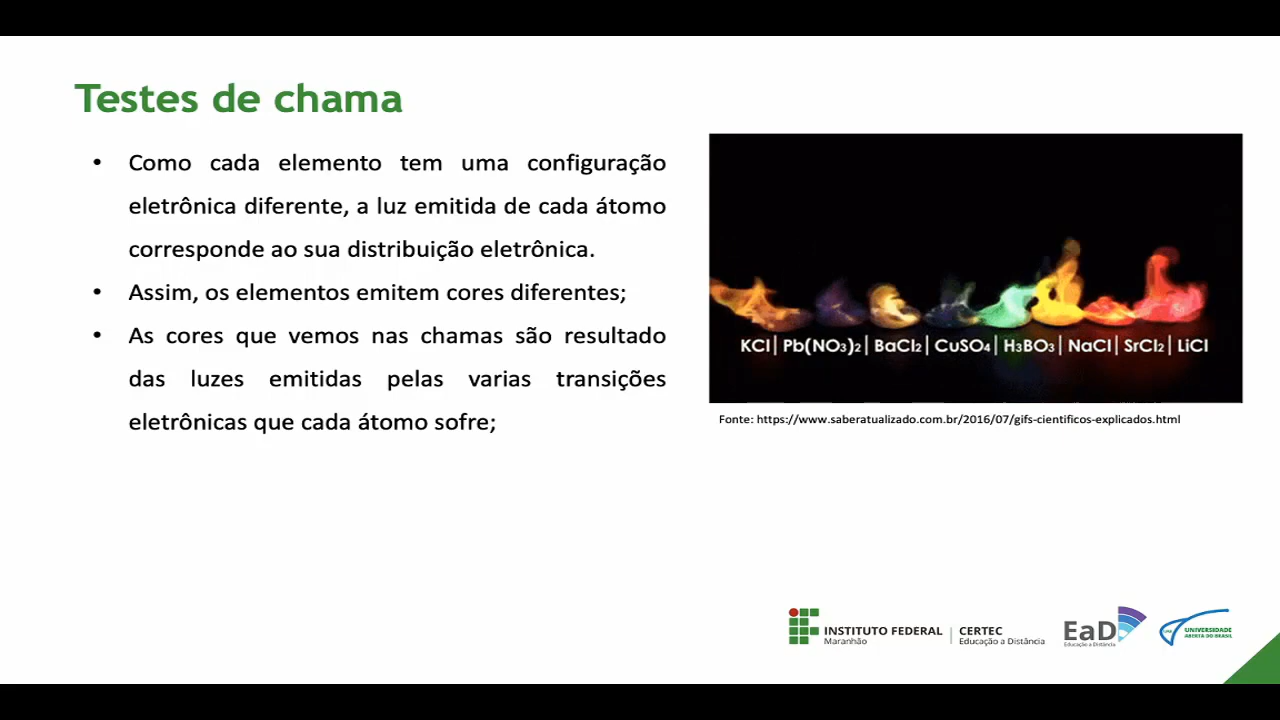 Testes de chama
• Como cada elemento tem uma configuração
eletrônica diferente, a luz emitida de cada átomo
corresponde ao sua distribuição eletrônica.
• Assim, os elementos emitem cores diferentes;
• As cores que vemos nas chamas são resultado
das luzes emitidas pelas varias transições
eletrônicas que cada átomo sofre;
KCl| Pb(NO₃)₂| BaCl₂| CuSO₄| H₃BO₃| NaCl| SrCl₂| LiCl
Fonte: https://www.saberatualizado.com.br/2016/07/gifs-cientificos-explicados.html
INSTITUTO FEDERAL
Maranhão
CERTEC
Educação a Distância
EaD
Educação a Distância
UNIVERSIDADE
ABERTA DO BRASIL